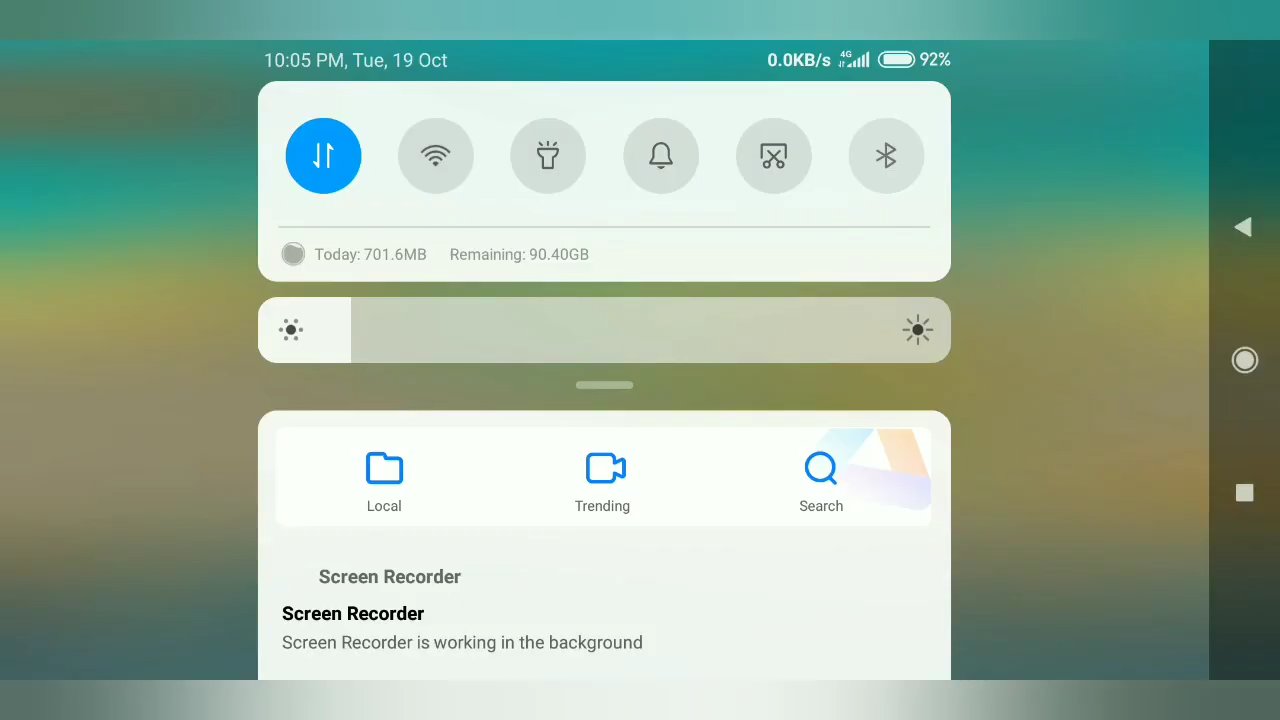 10:05 PM, Tue, 19 Oct 0.0KB/s 4G 92%
Today: 701.6MB Remaining: 90.40GB
Local Trending Search
Screen Recorder
Screen Recorder
Screen Recorder is working in the background